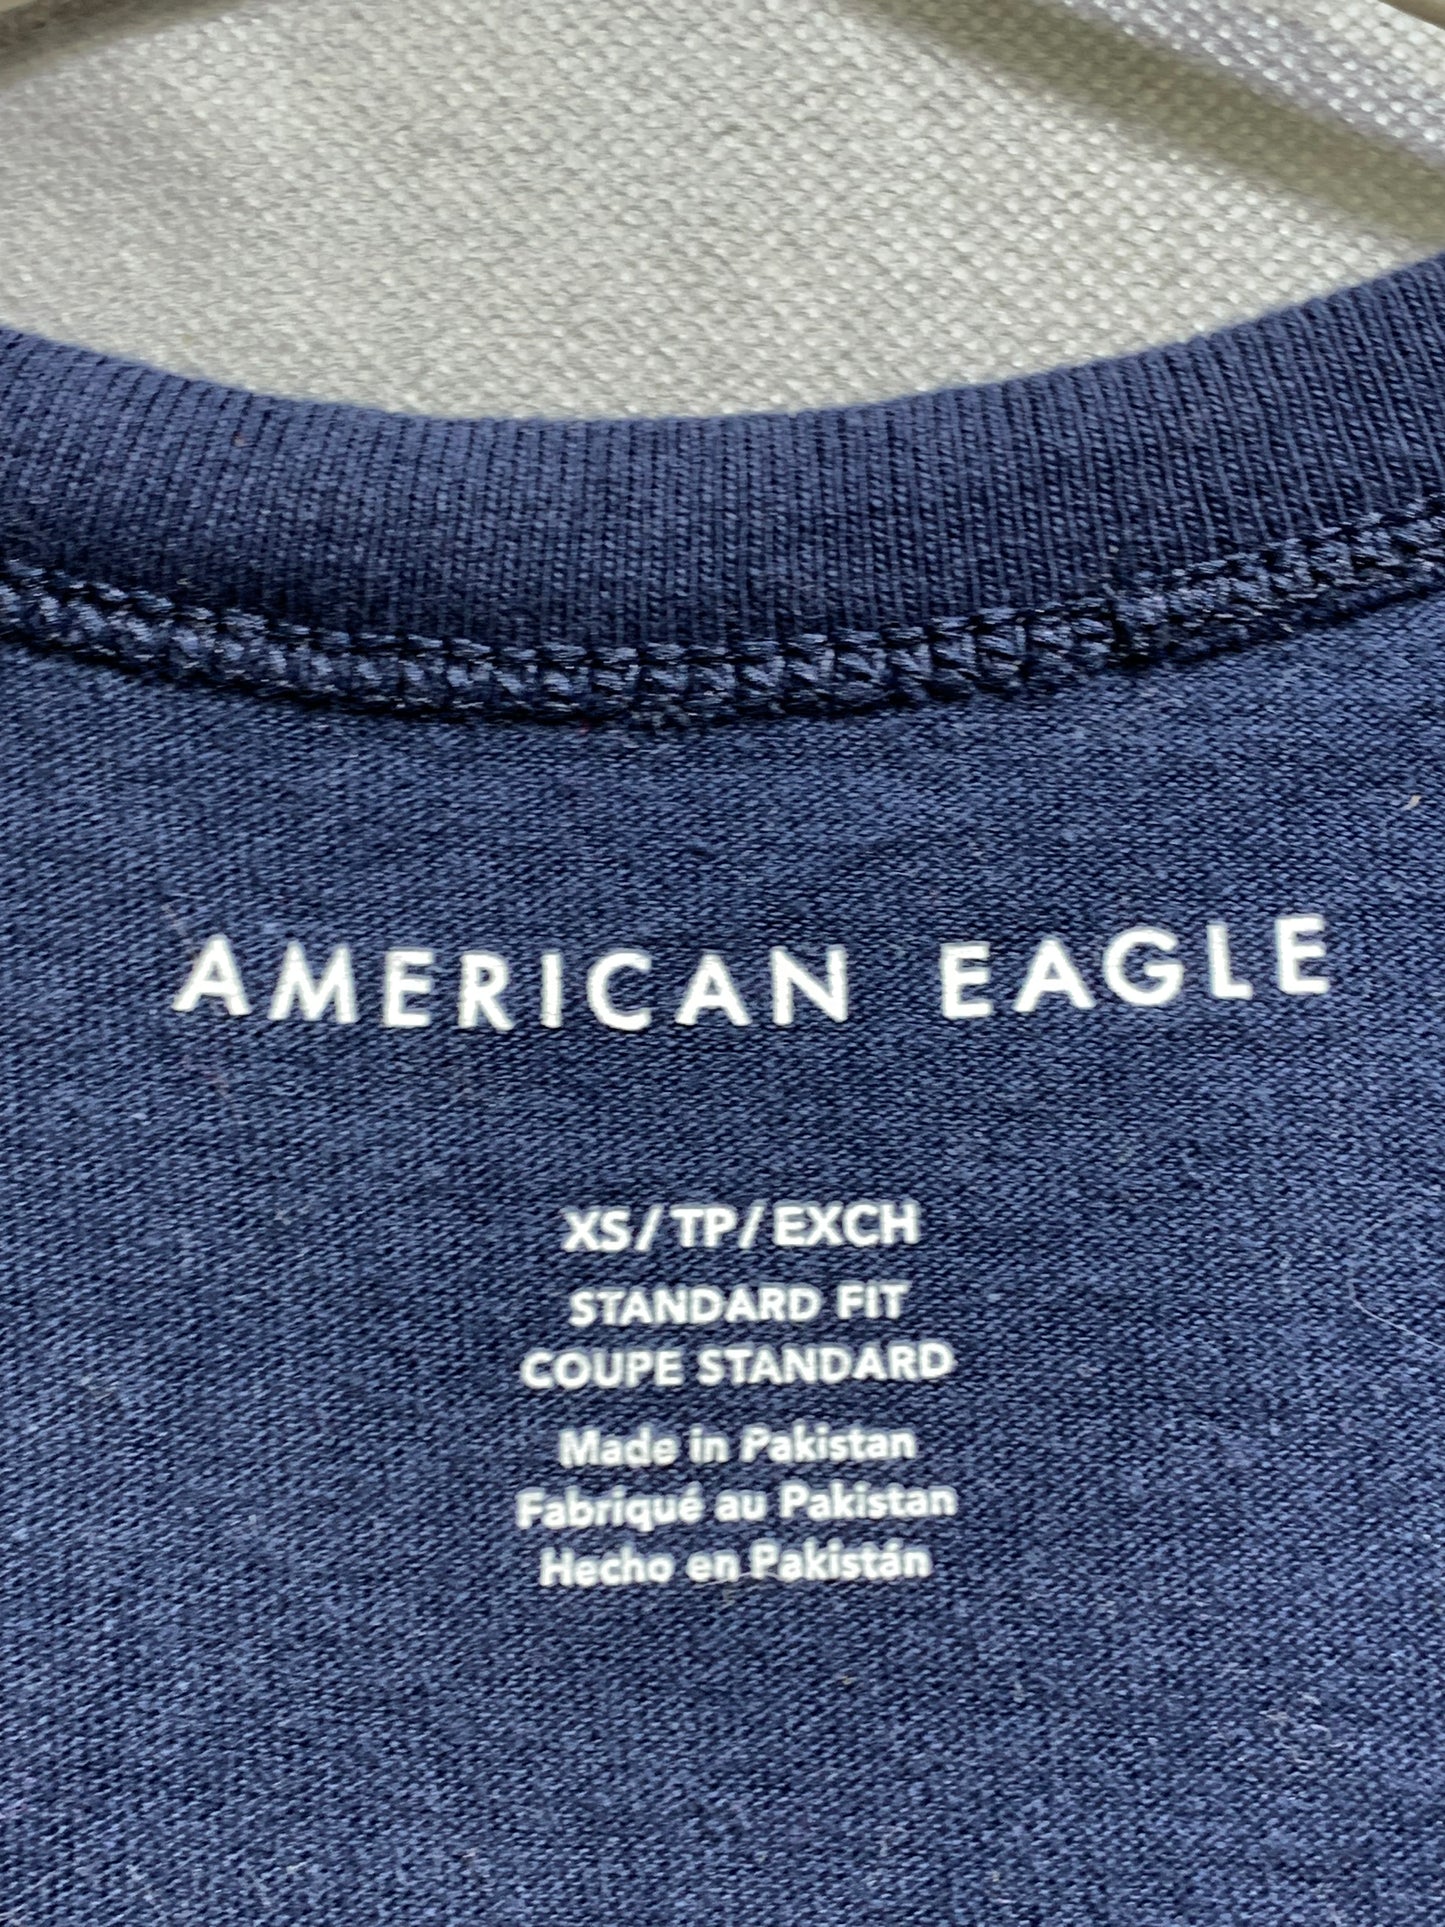 AMERICAN EAGLE
XS/TP/EXCH
STANDARD FIT
COUPE STANDARD
Made in Pakistan
Fabriqué au Pakistan
Hecho en Pakistán